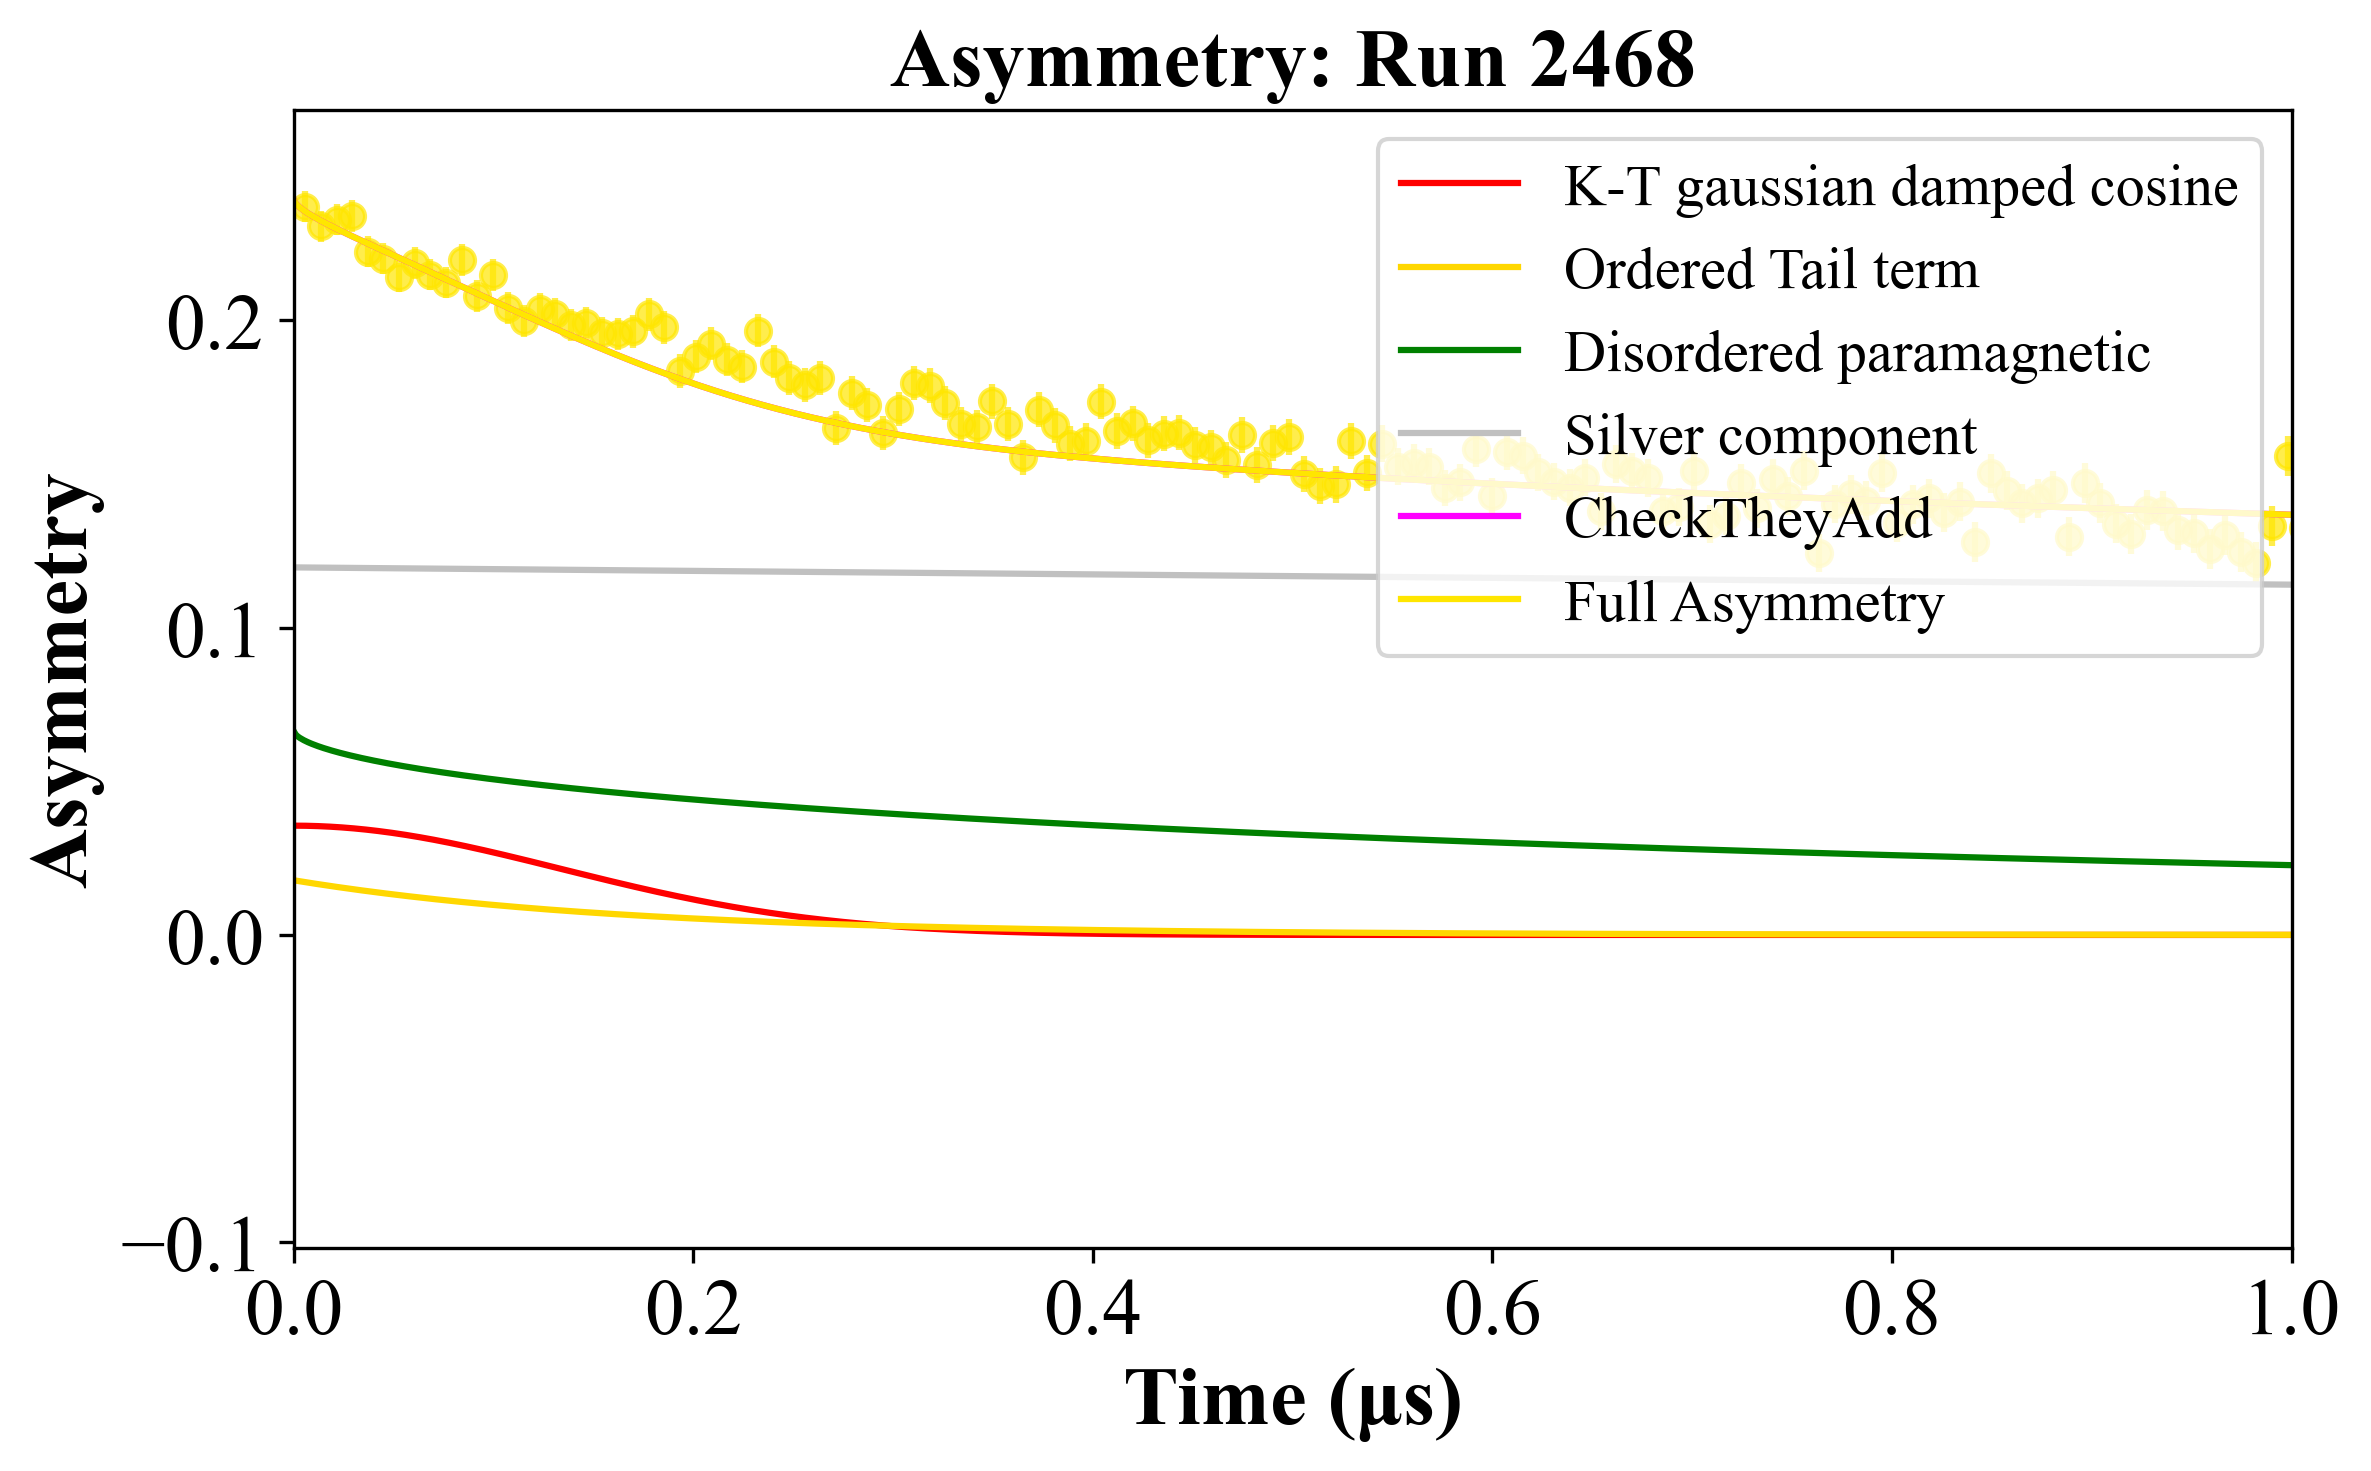 Asymmetry: Run 2468
K-T gaussian damped cosine
Ordered Tail term
Disordered paramagnetic
Silver component
CheckTheyAdd
Full Asymmetry
Asymmetry
0.2
0.1
0.0
−0.1
0.0 0.2 0.4 0.6 0.8 1.0
Time (μs)